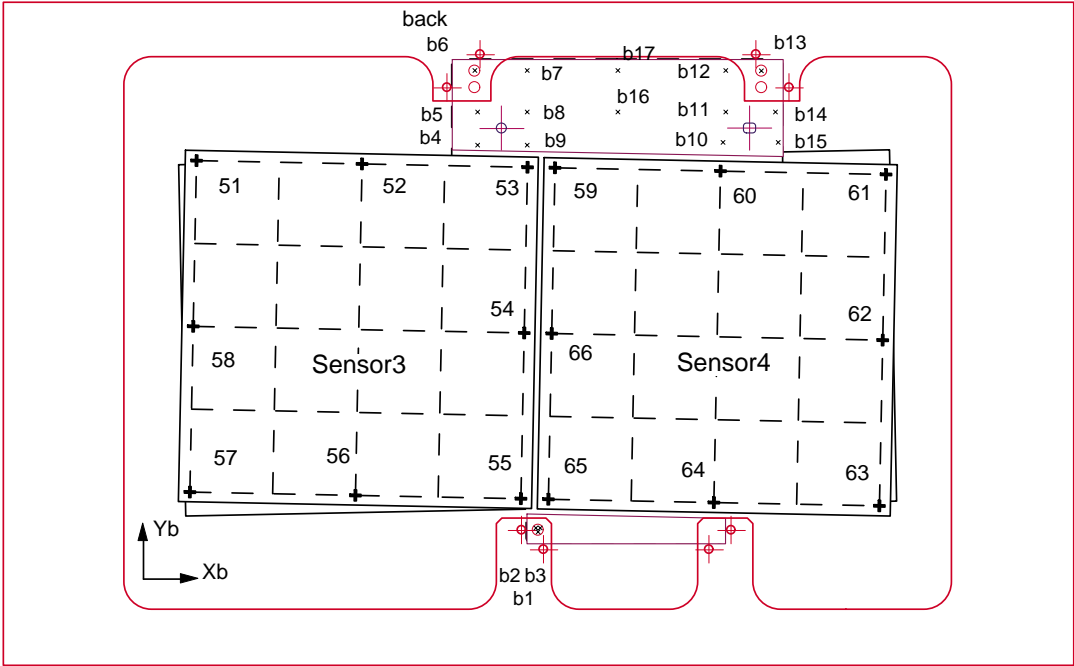 back
b6 b17 b13
b7 b12
b16
b5 b8 b11 b14
b4 b9 b10 b15
51 52 53 59 60 61
54 62
58 Sensor3 66 Sensor4
57 56 55 65 64 63
Yb
Xb
b2 b3
b1